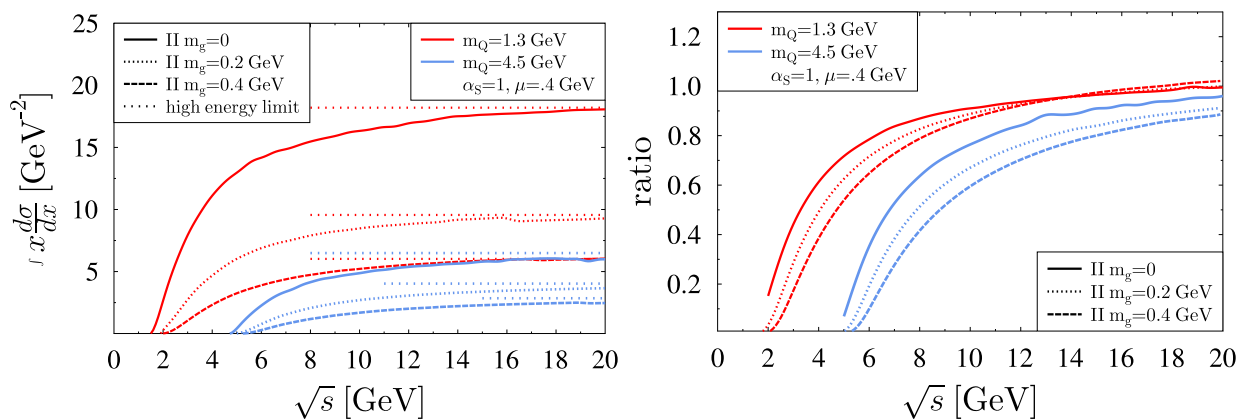 25
20
15
10
5
∫ x dσ/dx [GeV⁻²]
II m_g=0
II m_g=0.2 GeV
II m_g=0.4 GeV
high energy limit
m_Q=1.3 GeV
m_Q=4.5 GeV
α_S=1, μ=.4 GeV
0 2 4 6 8 10 12 14 16 18 20
√s [GeV]
1.2
1.0
0.8
0.6
0.4
0.2
ratio
m_Q=1.3 GeV
m_Q=4.5 GeV
α_S=1, μ=.4 GeV
II m_g=0
II m_g=0.2 GeV
II m_g=0.4 GeV
0 2 4 6 8 10 12 14 16 18 20
√s [GeV]